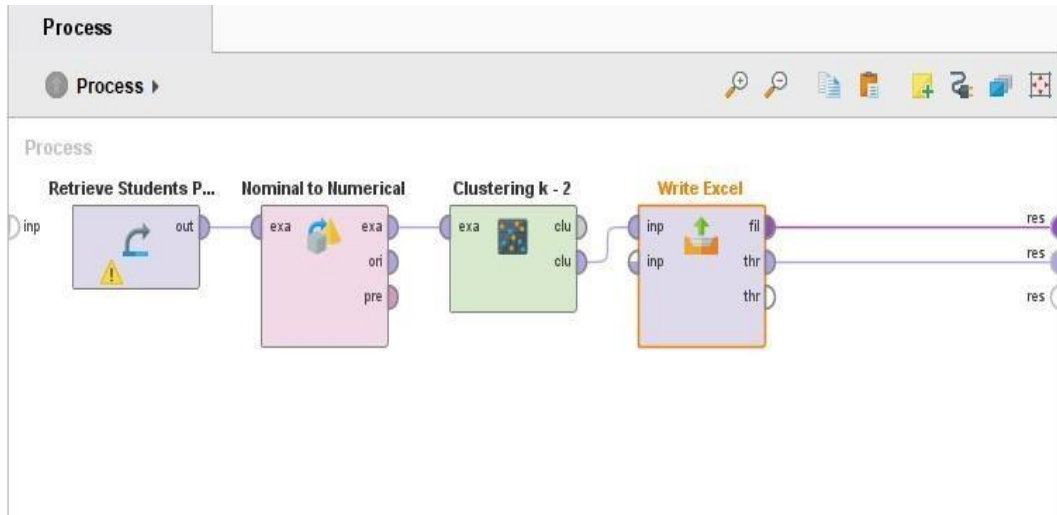 Process
Process
Process
Retrieve Students P...
Nominal to Numerical
Clustering k - 2
Write Excel
inp
out
exa
exa
ori
pre
exa
clu
clu
inp
inp
fil
thr
thr
res
res
res